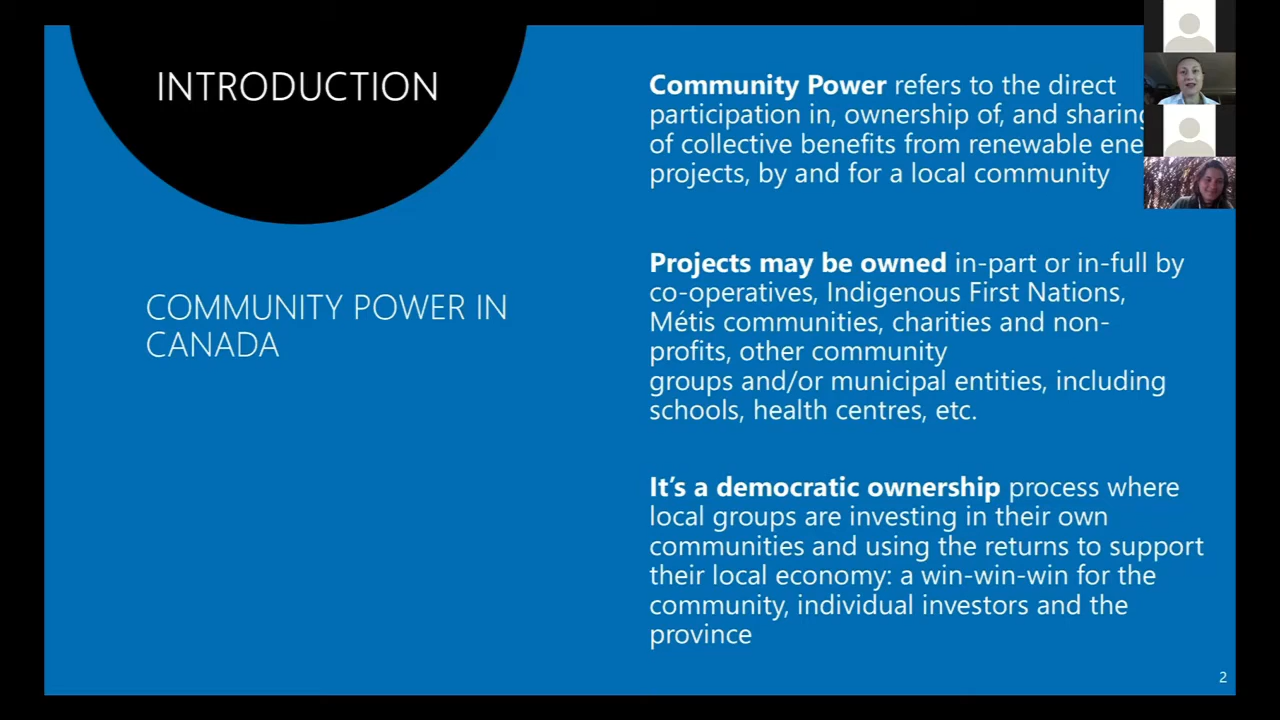 INTRODUCTION
COMMUNITY POWER IN
CANADA
Community Power refers to the direct
participation in, ownership of, and sharing
of collective benefits from renewable ene
projects, by and for a local community
Projects may be owned in-part or in-full by
co-operatives, Indigenous First Nations,
Métis communities, charities and non-
profits, other community
groups and/or municipal entities, including
schools, health centres, etc.
It’s a democratic ownership process where
local groups are investing in their own
communities and using the returns to support
their local economy: a win-win-win for the
community, individual investors and the
province
2